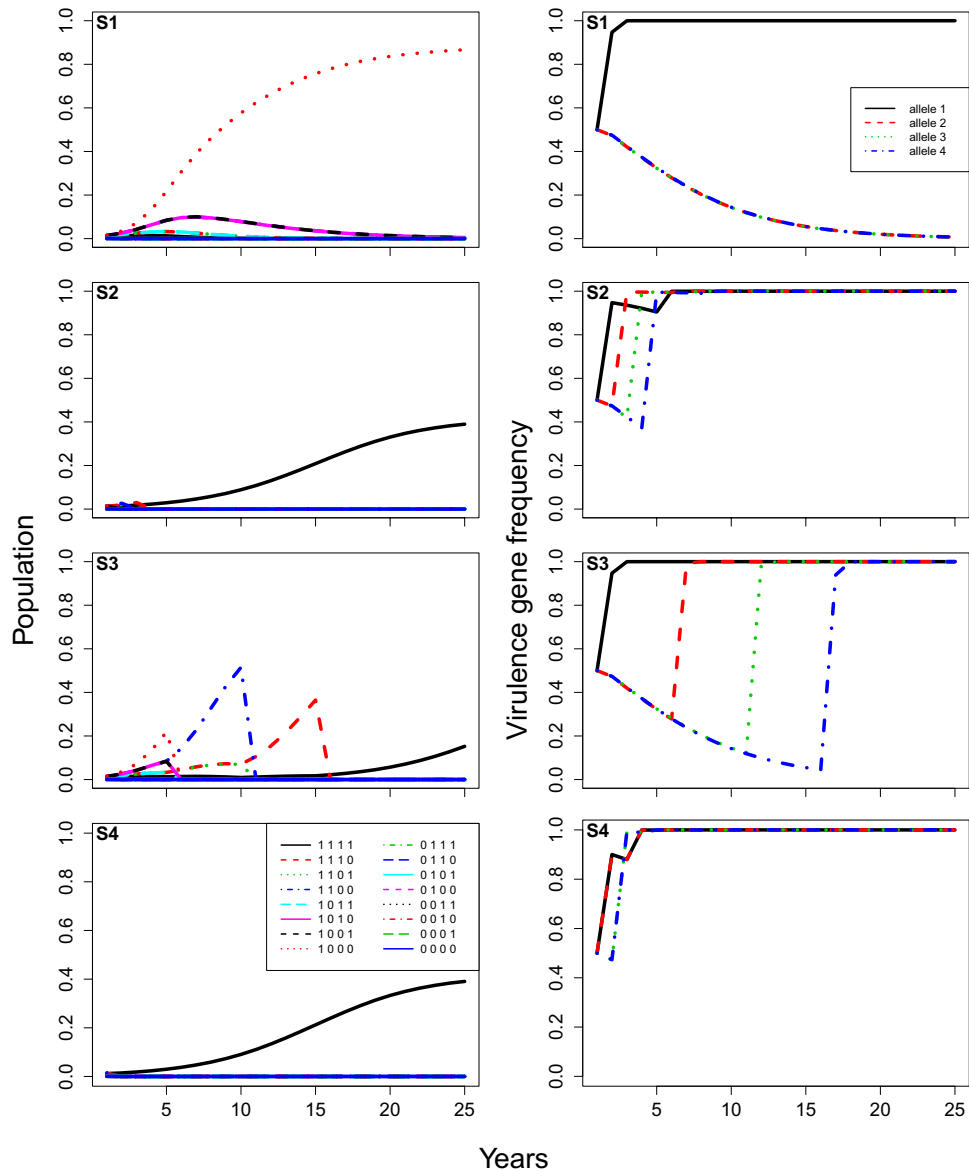 S1
0.0 0.2 0.4 0.6 0.8 1.0
S1
0.0 0.2 0.4 0.6 0.8 1.0
allele 1
allele 2
allele 3
allele 4
S2
0.0 0.2 0.4 0.6 0.8 1.0
S2
0.0 0.2 0.4 0.6 0.8 1.0
S3
0.0 0.2 0.4 0.6 0.8 1.0
S3
0.0 0.2 0.4 0.6 0.8 1.0
S4
0.0 0.2 0.4 0.6 0.8 1.0
1 1 1 1 0 1 1 1
1 1 1 0 0 1 1 0
1 1 0 1 0 1 0 1
1 1 0 0 0 1 0 0
1 0 1 1 0 0 1 1
1 0 1 0 0 0 1 0
1 0 0 1 0 0 0 1
1 0 0 0 0 0 0 0
S4
0.0 0.2 0.4 0.6 0.8 1.0
5 10 15 20 25
5 10 15 20 25
Population
Virulence gene frequency
Years